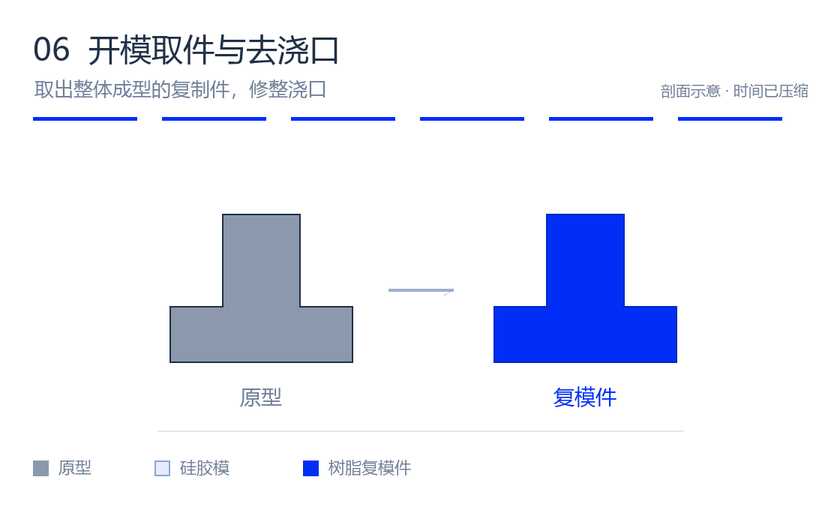 06 开模取件与去浇口
取出整体成型的复制件，修整浇口
剖面示意 · 时间已压缩
原型
复模件
原型
硅胶模
树脂复模件